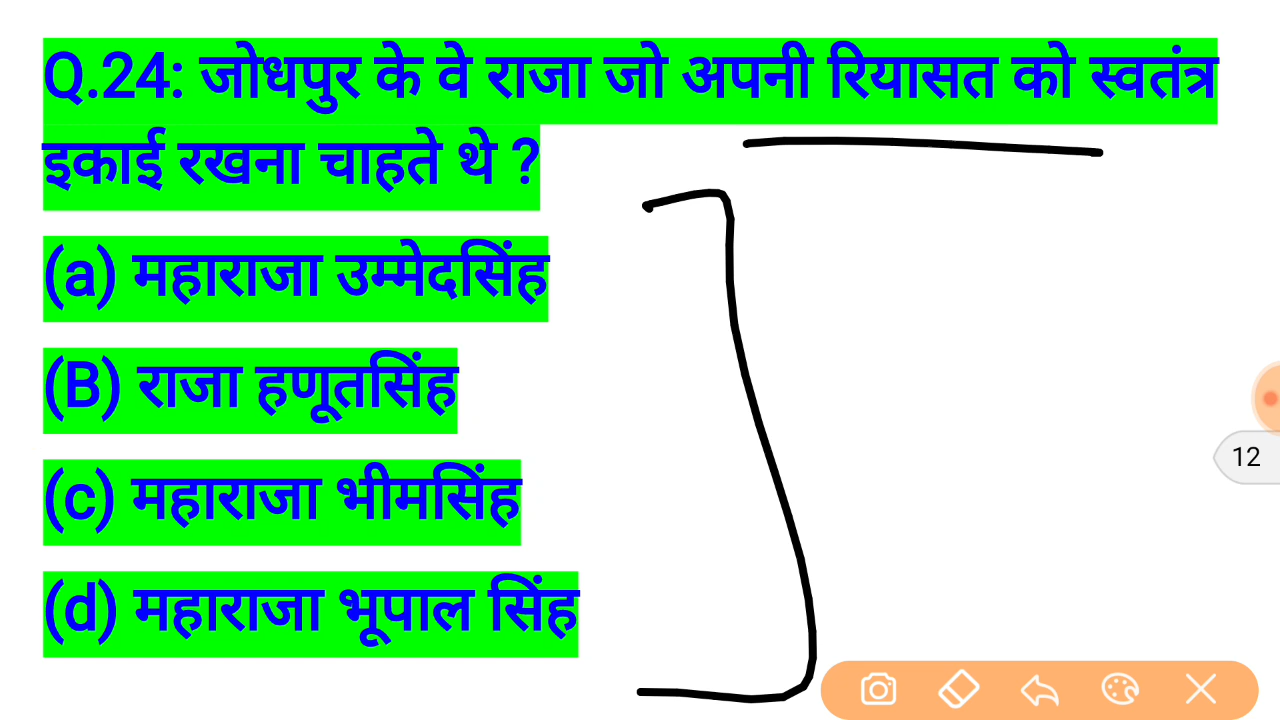 Q.24: जोधपुर के वे राजा जो अपनी रियासत को स्वतंत्र
इकाई रखना चाहते थे ?
(a) महाराजा उम्मेदसिंह
(B) राजा हणूतसिंह
(c) महाराजा भीमसिंह
(d) महाराजा भूपाल सिंह
12